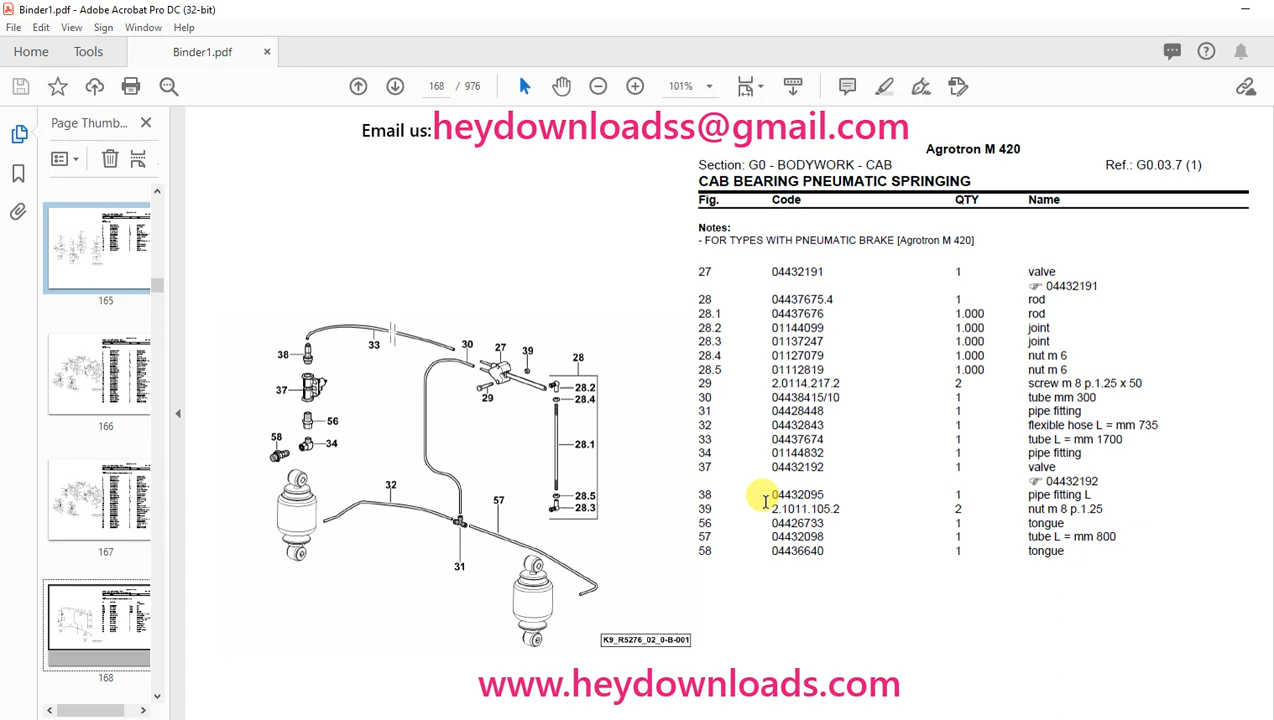 Binder1.pdf - Adobe Acrobat Pro DC (32-bit)
File Edit View Sign Window Help
Home Tools Binder1.pdf ×
168 / 976 101%
Page Thumb...
165
166
167
168
Email us:heydownloadss@gmail.com
Agrotron M 420
Section: G0 - BODYWORK - CAB Ref.: G0.03.7 (1)
CAB BEARING PNEUMATIC SPRINGING
Fig. Code QTY Name
Notes:
- FOR TYPES WITH PNEUMATIC BRAKE [Agrotron M 420]
27 04432191 1 valve
04432191
28 04437675.4 1 rod
28.1 04437676 1.000 rod
28.2 01144099 1.000 joint
28.3 01137247 1.000 joint
28.4 01127079 1.000 nut m 6
28.5 01112819 1.000 nut m 6
29 2.0114.217.2 2 screw m 8 p.1.25 x 50
30 04438415/10 1 tube mm 300
31 04428448 1 pipe fitting
32 04432843 1 flexible hose L = mm 735
33 04437674 1 tube L = mm 1700
34 01144832 1 pipe fitting
37 04432192 1 valve
04432192
38 04432095 1 pipe fitting L
39 2.1011.105.2 2 nut m 8 p.1.25
56 04426733 1 tongue
57 04432098 1 tube L = mm 800
58 04436640 1 tongue
33
38
30
27
39
28
37
29
28.2
28.4
56
58
34
28.1
32
57
28.5
28.3
31
K9_R5276_02_0-B-001
www.heydownloads.com